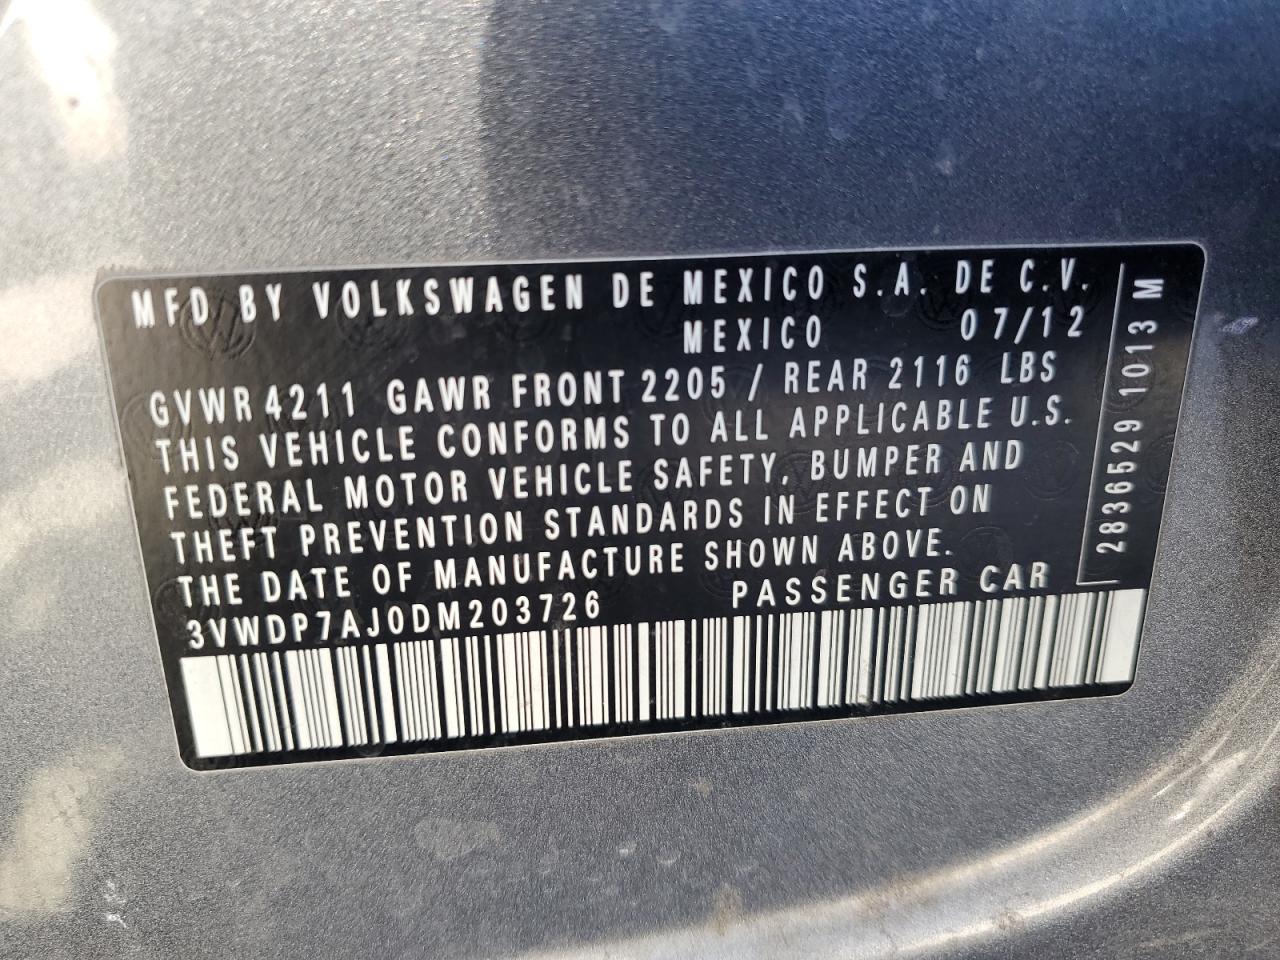 MFD BY VOLKSWAGEN DE MEXICO S.A. DE C.V.
MEXICO 07/12
GVWR 4211 GAWR FRONT 2205 / REAR 2116 LBS
THIS VEHICLE CONFORMS TO ALL APPLICABLE U.S.
FEDERAL MOTOR VEHICLE SAFETY, BUMPER AND
THEFT PREVENTION STANDARDS IN EFFECT ON
THE DATE OF MANUFACTURE SHOWN ABOVE.
3VWDP7AJ0DM203726 PASSENGER CAR
2836529 1013 M